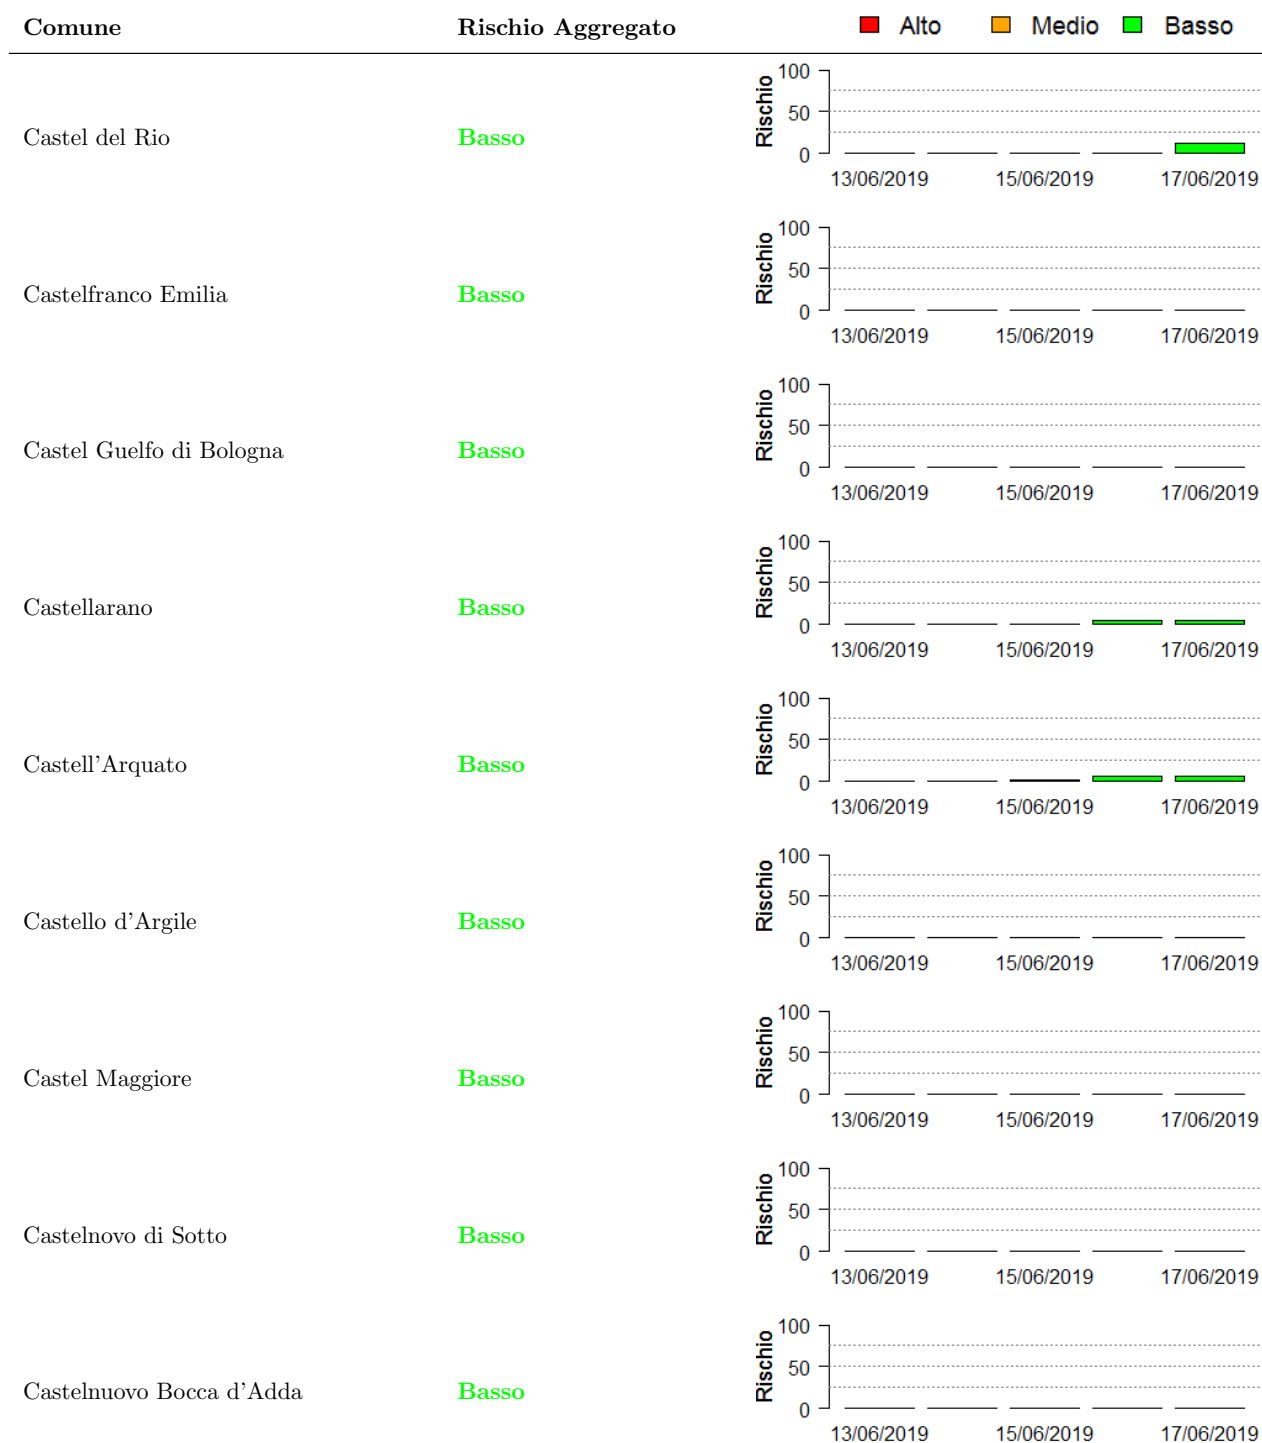 Comune Rischio Aggregato Alto Medio Basso
Castel del Rio Basso
Rischio
100
50
0
13/06/2019 15/06/2019 17/06/2019
Castelfranco Emilia Basso
Rischio
100
50
0
13/06/2019 15/06/2019 17/06/2019
Castel Guelfo di Bologna Basso
Rischio
100
50
0
13/06/2019 15/06/2019 17/06/2019
Castellarano Basso
Rischio
100
50
0
13/06/2019 15/06/2019 17/06/2019
Castell'Arquato Basso
Rischio
100
50
0
13/06/2019 15/06/2019 17/06/2019
Castello d'Argile Basso
Rischio
100
50
0
13/06/2019 15/06/2019 17/06/2019
Castel Maggiore Basso
Rischio
100
50
0
13/06/2019 15/06/2019 17/06/2019
Castelnovo di Sotto Basso
Rischio
100
50
0
13/06/2019 15/06/2019 17/06/2019
Castelnuovo Bocca d'Adda Basso
Rischio
100
50
0
13/06/2019 15/06/2019 17/06/2019